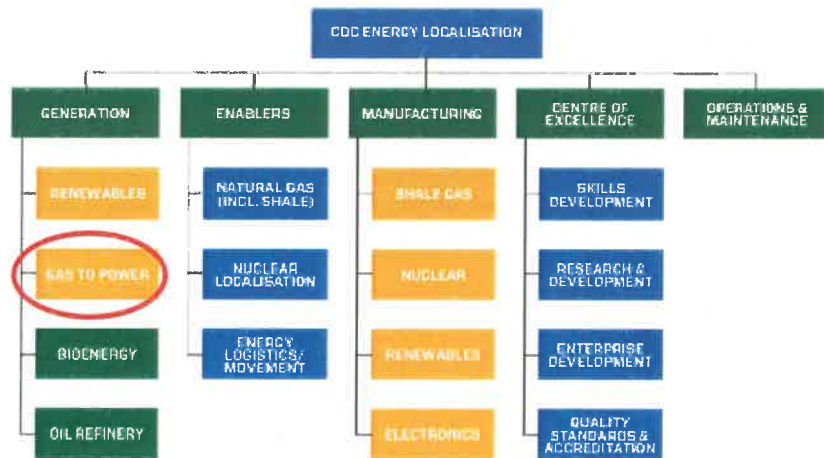 CDC ENERGY LOCALISATION
GENERATION
ENABLERS
MANUFACTURING
CENTRE OF
EXCELLENCE
OPERATIONS &
MAINTENANCE
RENEWABLES
GAS TO POWER
BIOENERGY
OIL REFINERY
NATURAL GAS
(INCL. SHALE)
NUCLEAR
LOCALISATION
ENERGY
LOGISTICS/
MOVEMENT
SHALE GAS
NUCLEAR
RENEWABLES
ELECTRONICS
SKILLS
DEVELOPMENT
RESEARCH &
DEVELOPMENT
ENTERPRISE
DEVELOPMENT
QUALITY
STANDARDS &
ACCREDITATION